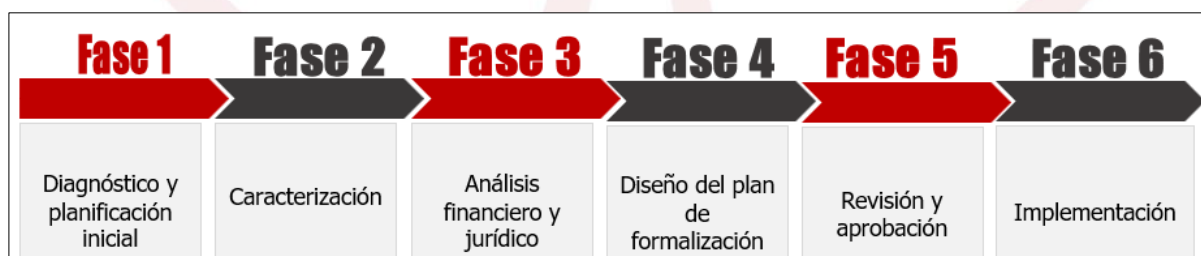 Fase 1
Fase 2
Fase 3
Fase 4
Fase 5
Fase 6
Diagnóstico y
planificación
inicial
Caracterización
Análisis
financiero y
jurídico
Diseño del plan
de
formalización
Revisión y
aprobación
Implementación